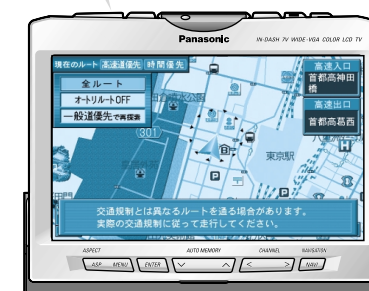 Panasonic
IN-DASH 7V WIDE-VGA COLOR LCD TV
現在のルート 高速道優先 時間優先
全ルート
オートリルートOFF
一般道優先で再探索
高速入口
首都高神田
橋
高速出口
首都高葛西
301
東京駅
P
P
H
交通規制とは異なるルートを通る場合があります。
実際の交通規制に従って走行してください。
ASPECT
AUTO MEMORY
CHANNEL
NAVIGATION
ASP MENU
ENTER
NAVI